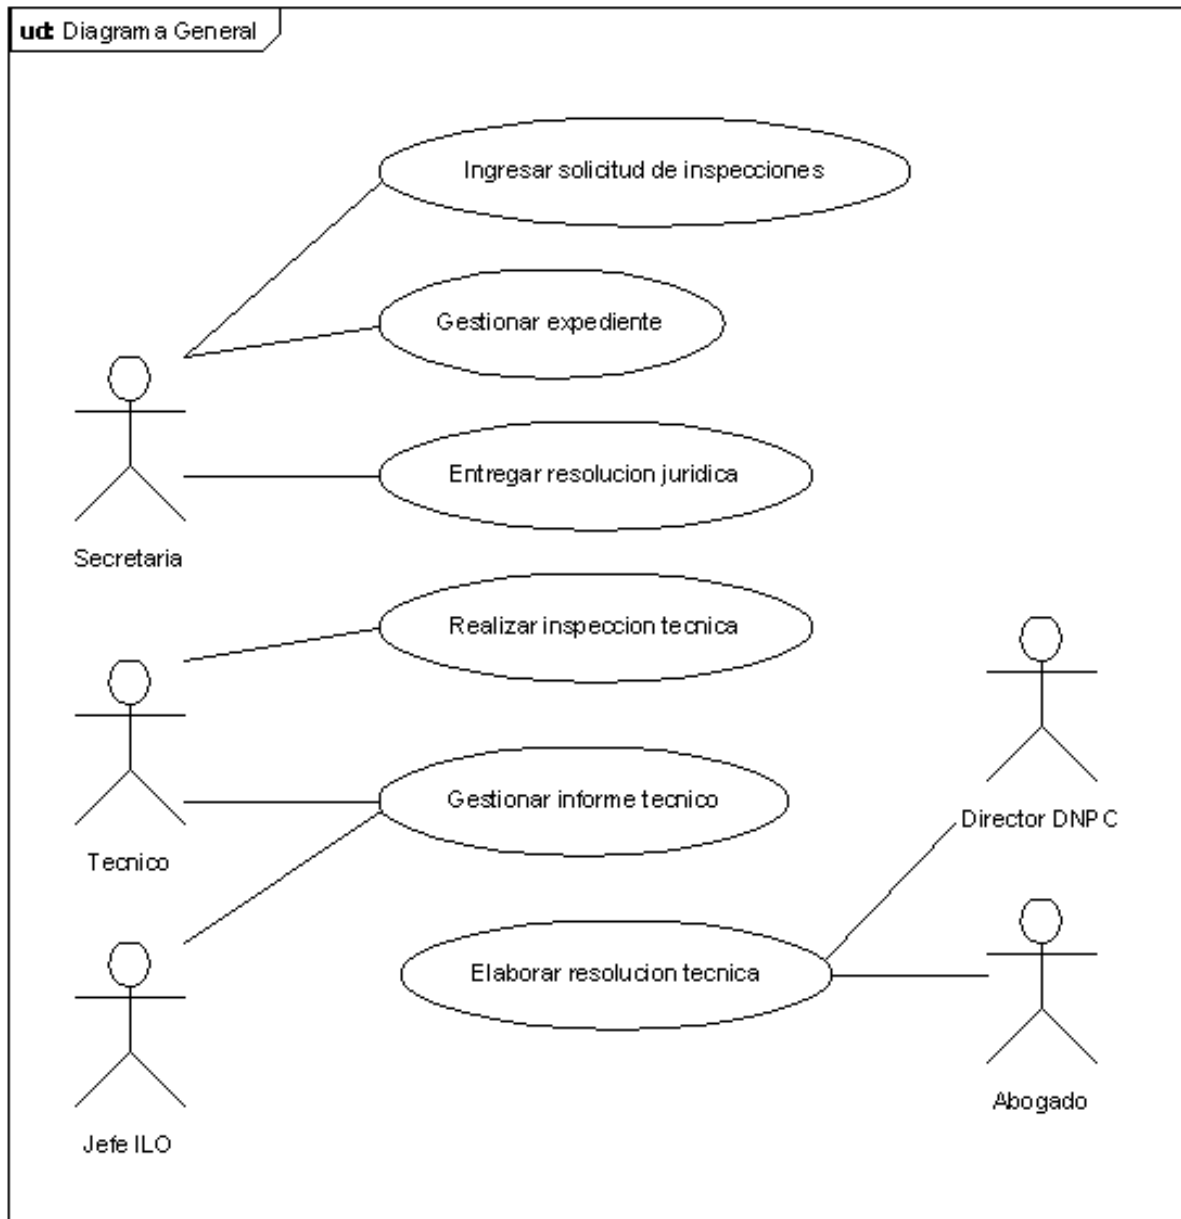 uct Diagrama General
Ingresar solicitud de inspecciones
Gestionar expediente
Entregar resolucion juridica
Secretaria
Realizar inspeccion tecnica
Gestionar informe tecnico
Director DNPC
Tecnico
Elaborar resolucion tecnica
Abogado
Jefe ILO